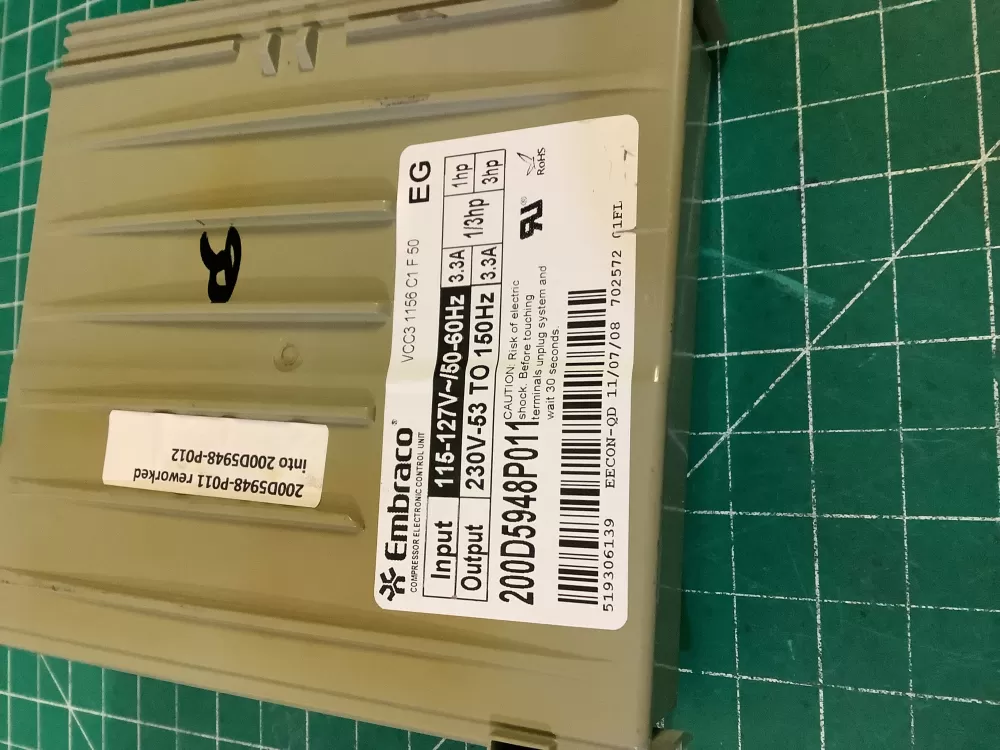 Embraco®
COMPRESSOR ELECTRONIC CONTROL UNIT
VCC3 1156 C1 F 50
EG
Input 115-127V~/50-60Hz 3.3A 1/3hp 1hp
Output 230V-53 TO 150Hz 3.3A 3hp
200D5948P011
CAUTION: Risk of electric
shock. Before touching
terminals unplug system and
wait 30 seconds.
RoHS
519306139 EECON-QD 11/07/08 702572 01FL
200D5948-P011 reworked
into 200D5948-P012